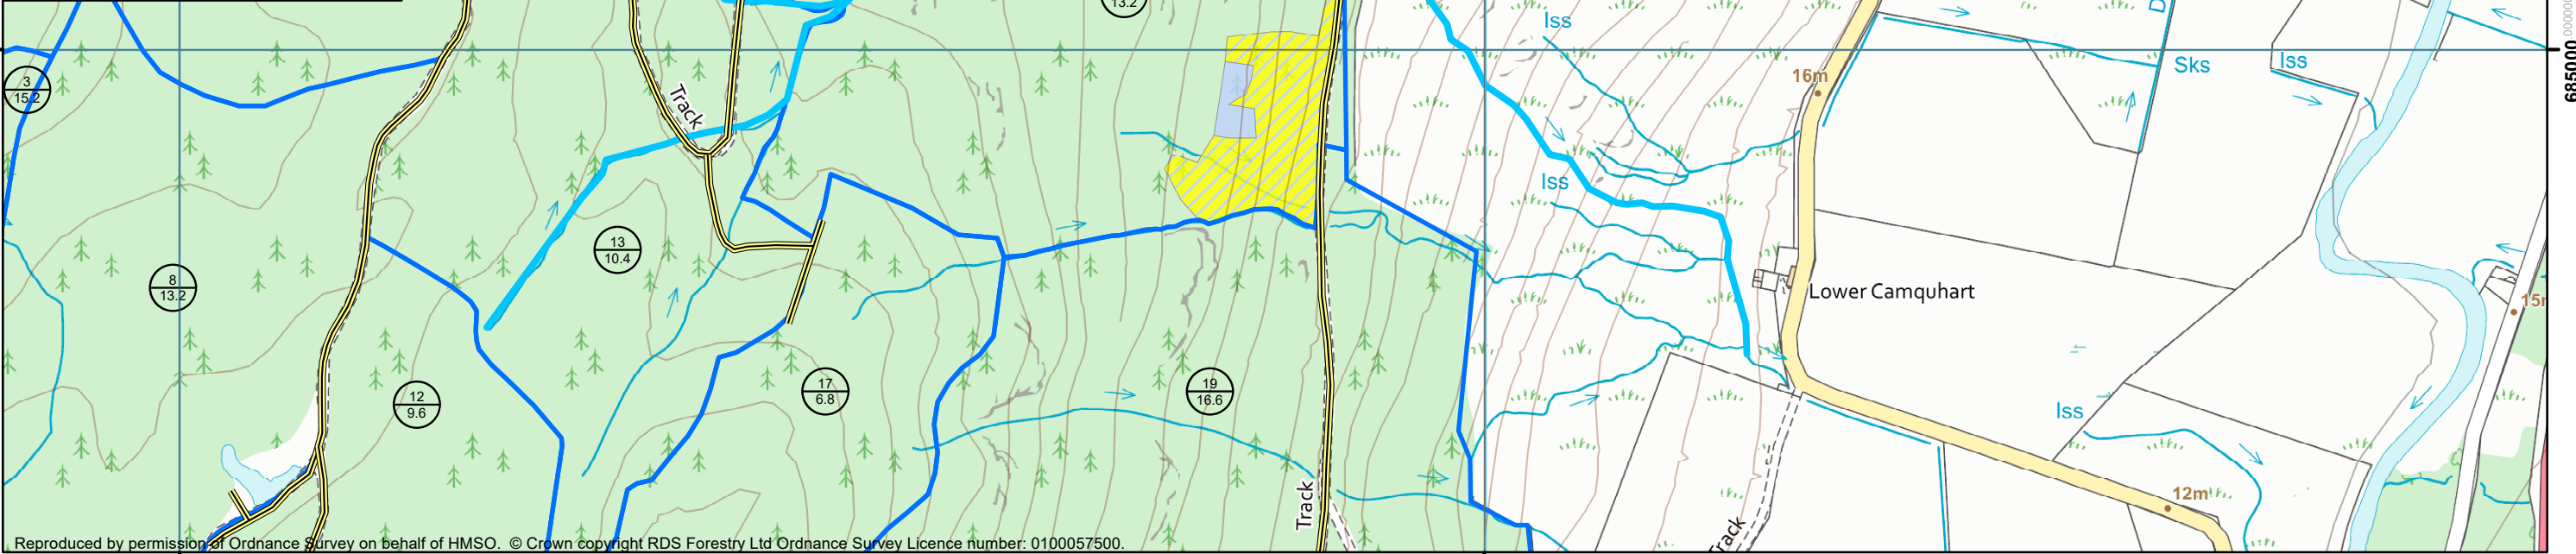 13.2
Iss
Sks
Iss
685000
3
15.2
16m
Track
Iss
13
10.4
8
13.2
Lower Camquhart
15m
17
6.8
19
16.6
12
9.6
Iss
Track
12m
Track
Reproduced by permission of Ordnance Survey on behalf of HMSO. © Crown copyright RDS Forestry Ltd Ordnance Survey Licence number: 0100057500.